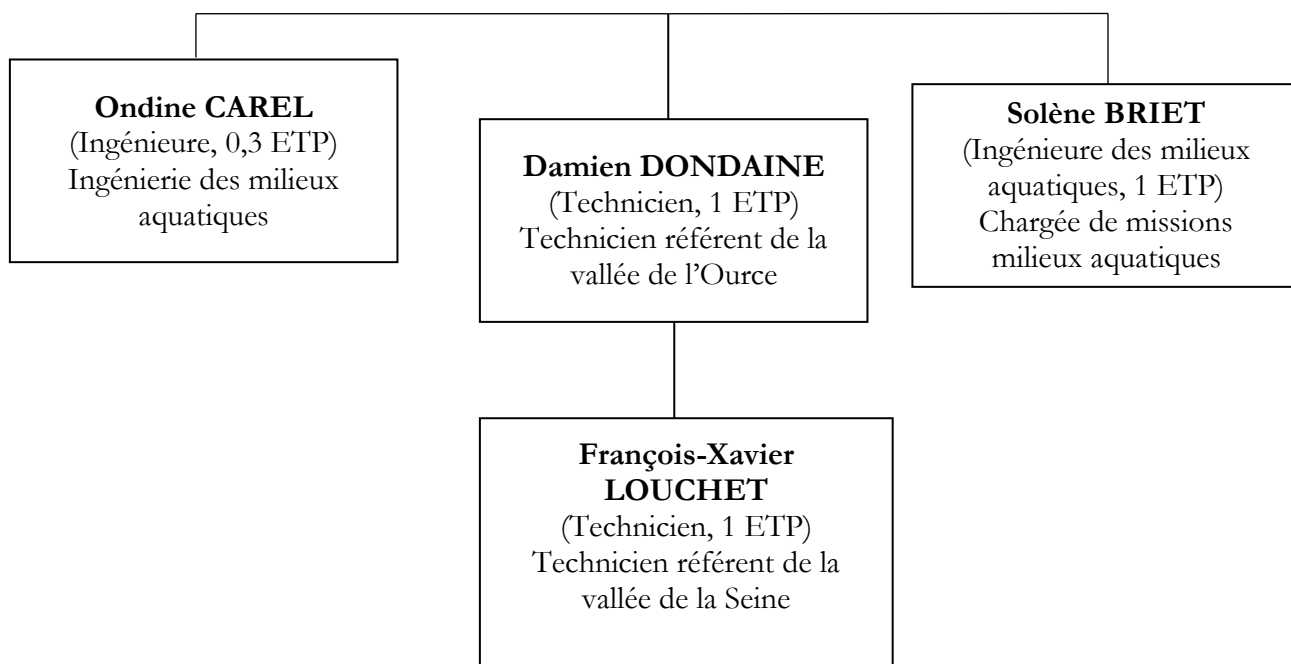 Ondine CAREL
(Ingénieure, 0,3 ETP)
Ingénierie des milieux
aquatiques
Damien DONDAINE
(Technicien, 1 ETP)
Technicien référent de la
vallée de l’Ource
Solène BRIET
(Ingénieure des milieux
aquatiques, 1 ETP)
Chargée de missions
milieux aquatiques
François-Xavier
LOUCHET
(Technicien, 1 ETP)
Technicien référent de la
vallée de la Seine